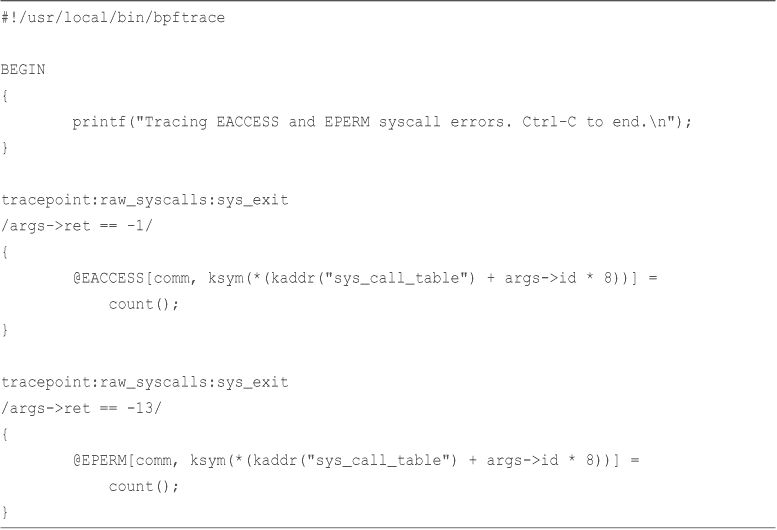 #!/usr/local/bin/bpftrace

BEGIN
{
        printf("Tracing EACCESS and EPERM syscall errors. Ctrl-C to end.\n");
}

tracepoint:raw_syscalls:sys_exit
/args->ret == -1/
{
        @EACCESS[comm, ksym(*(kaddr("sys_call_table") + args->id * 8))] =
            count();
}

tracepoint:raw_syscalls:sys_exit
/args->ret == -13/
{
        @EPERM[comm, ksym(*(kaddr("sys_call_table") + args->id * 8))] =
            count();
}